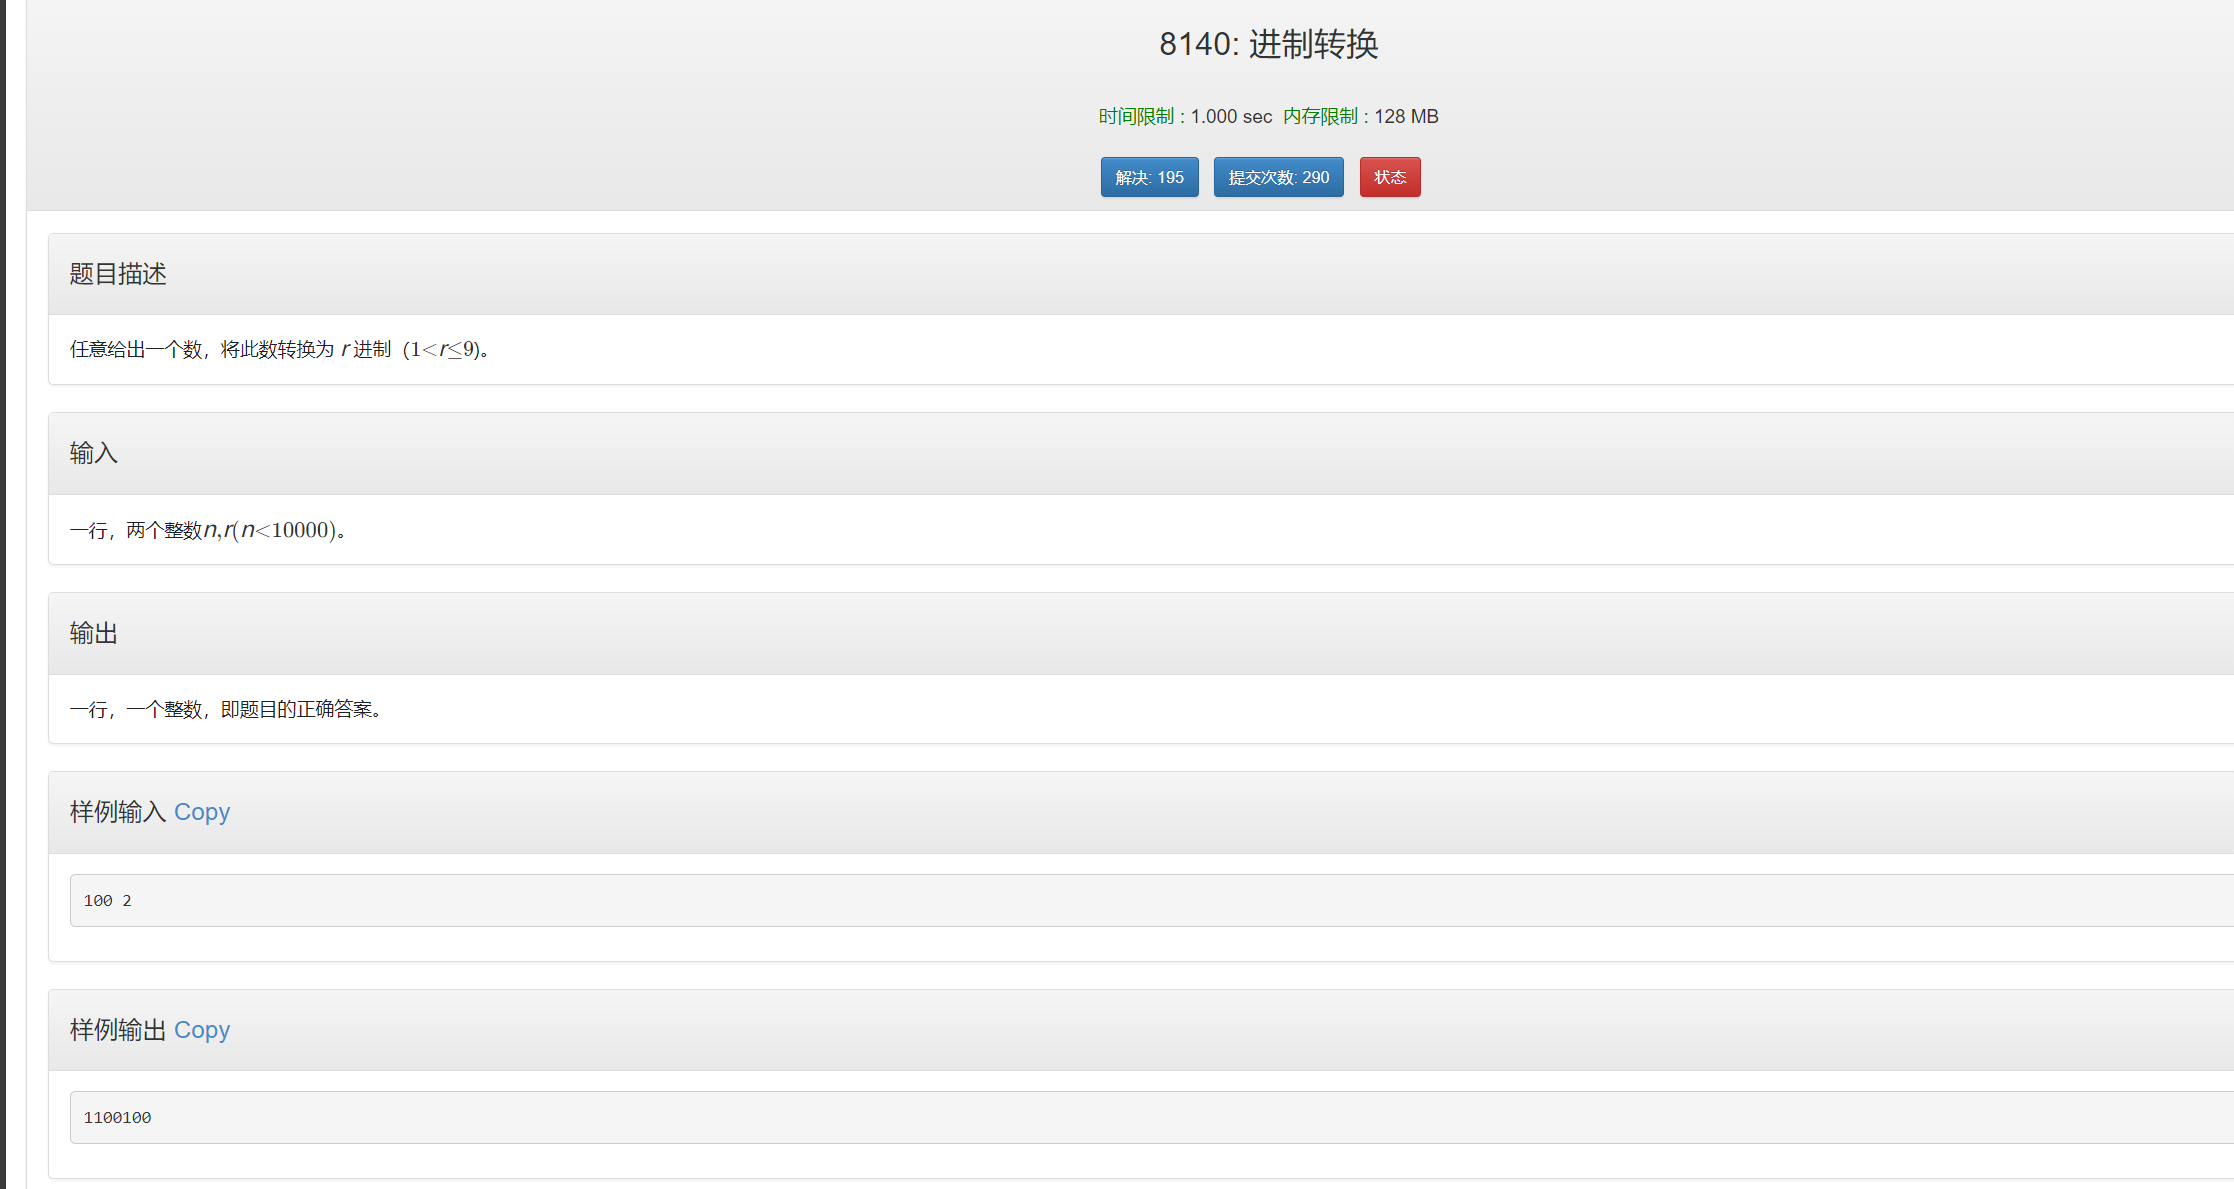 8140: 进制转换
时间限制 : 1.000 sec 内存限制 : 128 MB
解决: 195 提交次数: 290 状态
题目描述
任意给出一个数，将此数转换为 r 进制（1<r≤9)。
输入
一行，两个整数n,r(n<10000)。
输出
一行，一个整数，即题目的正确答案。
样例输入 Copy
100 2
样例输出 Copy
1100100